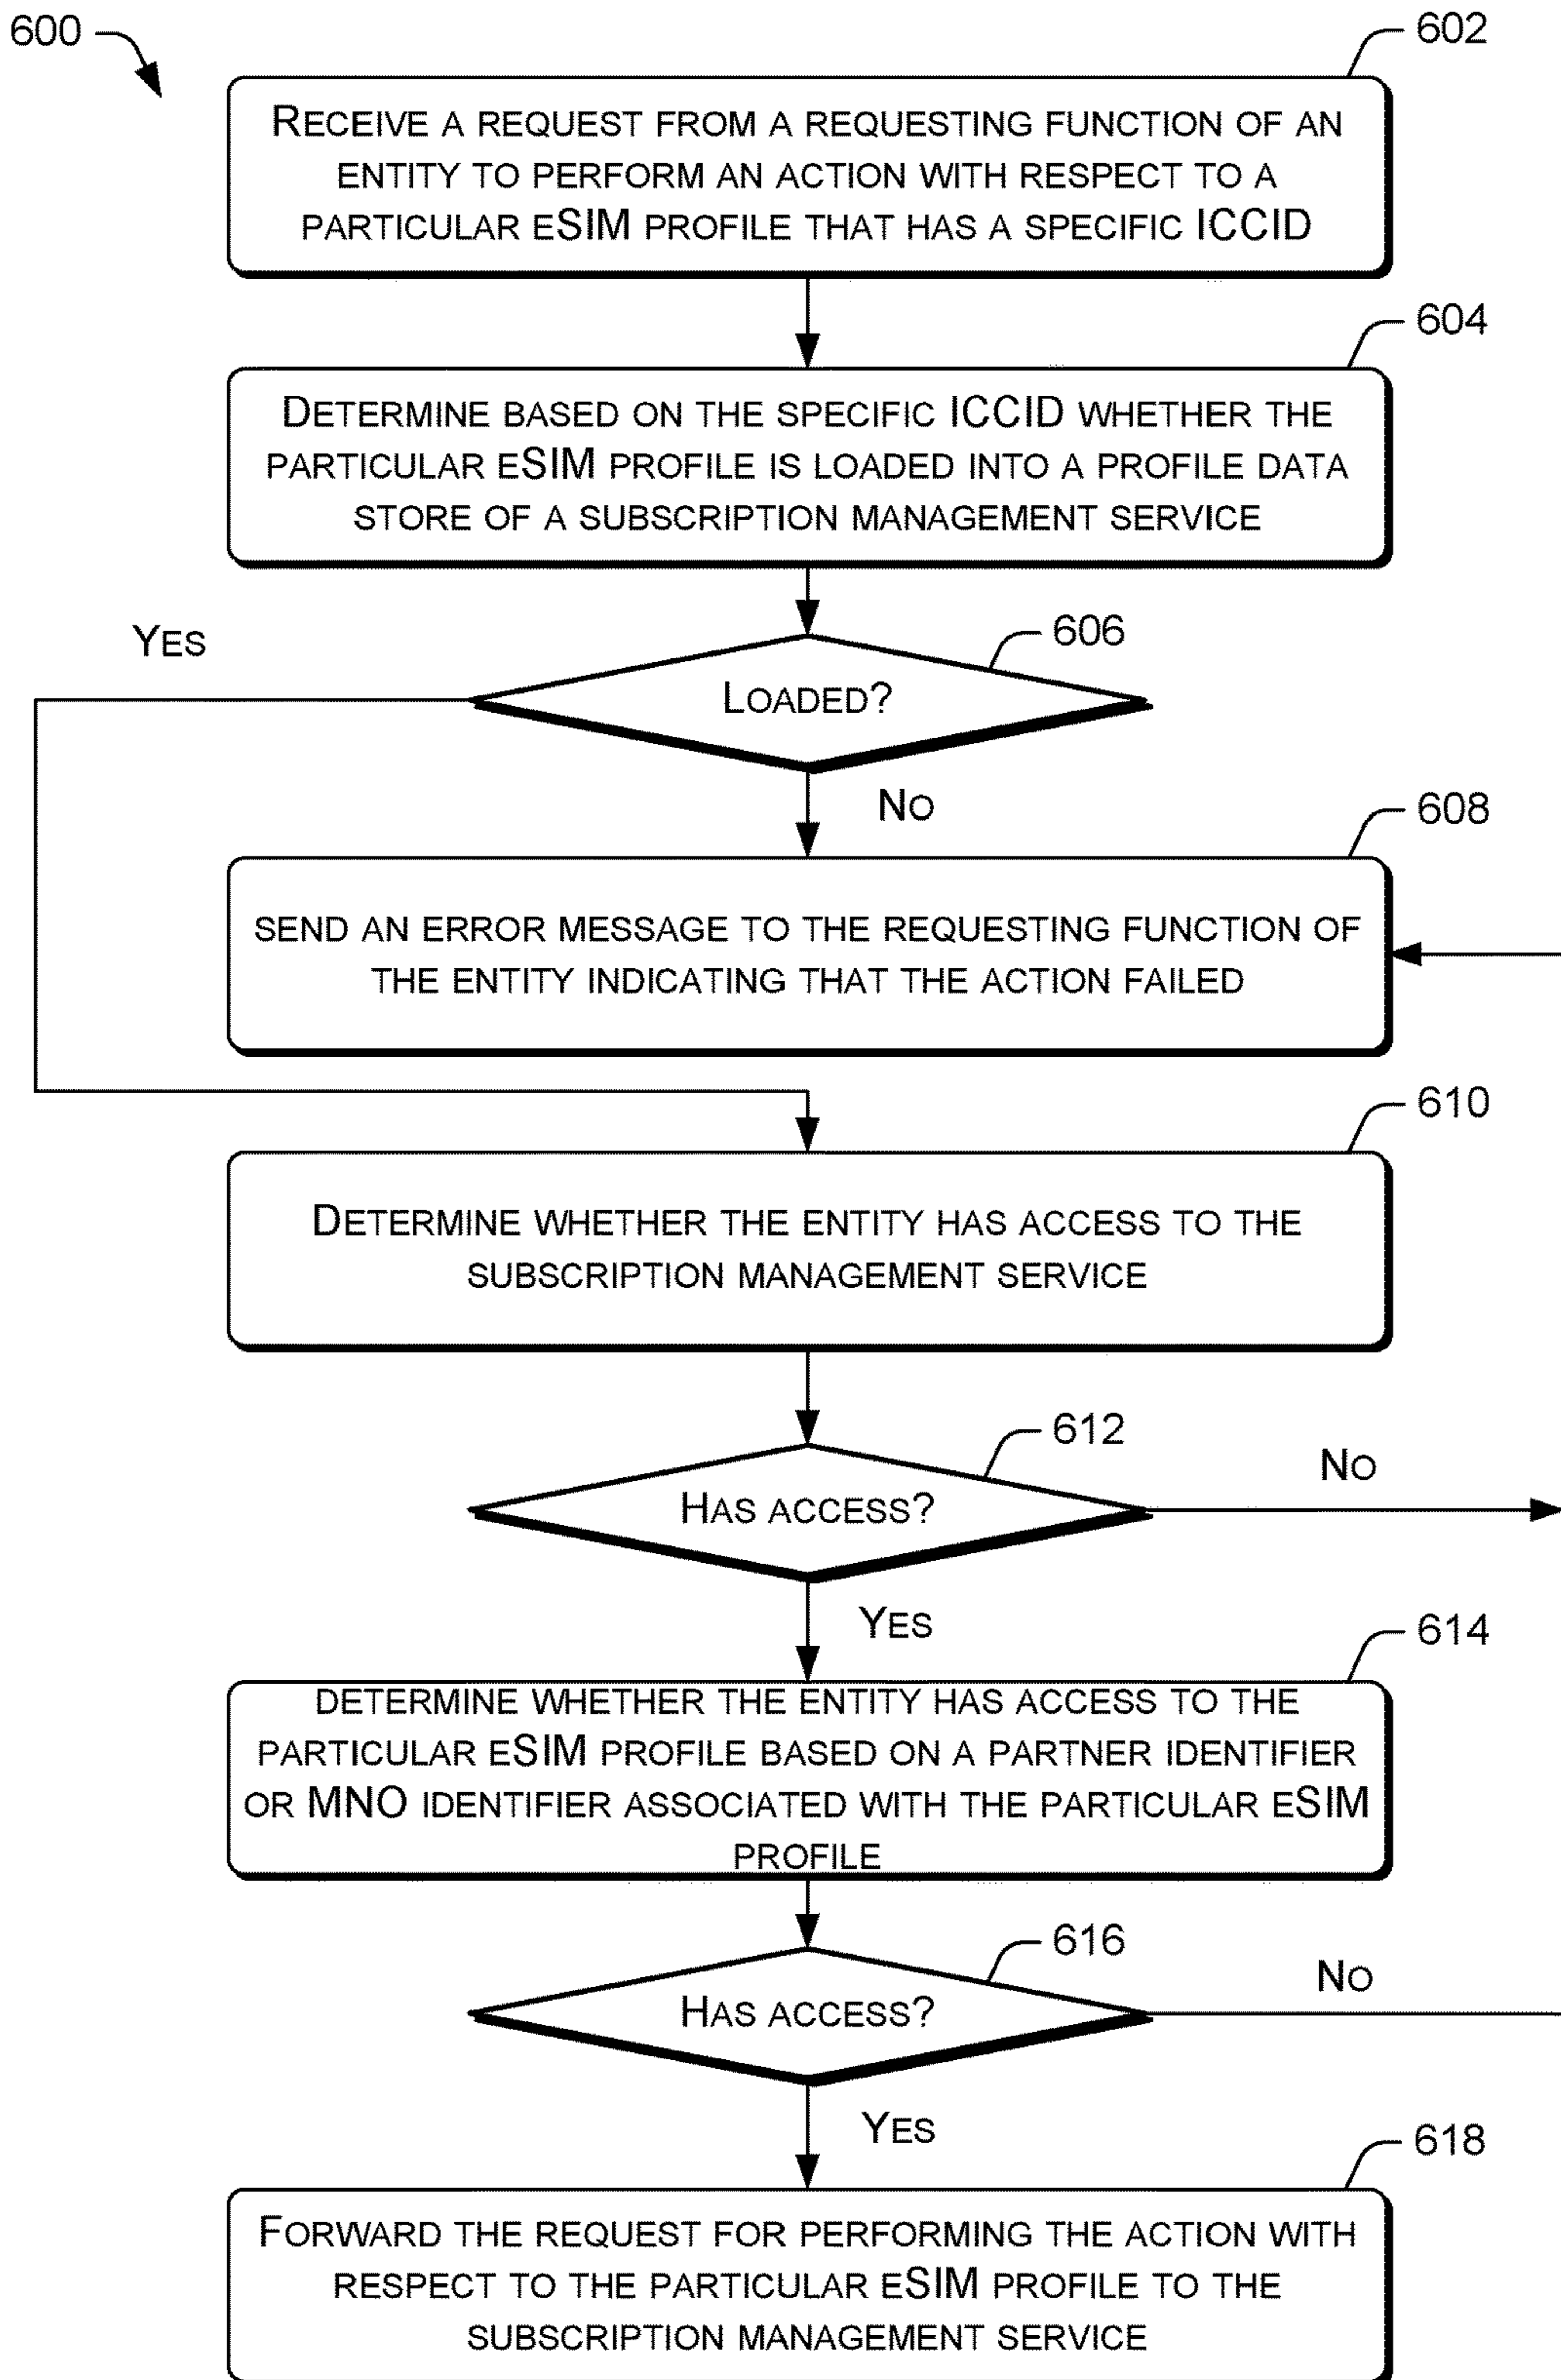 600
602
RECEIVE A REQUEST FROM A REQUESTING FUNCTION OF AN
ENTITY TO PERFORM AN ACTION WITH RESPECT TO A
PARTICULAR ESIM PROFILE THAT HAS A SPECIFIC ICCID
604
DETERMINE BASED ON THE SPECIFIC ICCID WHETHER THE
PARTICULAR ESIM PROFILE IS LOADED INTO A PROFILE DATA
STORE OF A SUBSCRIPTION MANAGEMENT SERVICE
YES
606
LOADED?
NO
608
SEND AN ERROR MESSAGE TO THE REQUESTING FUNCTION OF
THE ENTITY INDICATING THAT THE ACTION FAILED
610
DETERMINE WHETHER THE ENTITY HAS ACCESS TO THE
SUBSCRIPTION MANAGEMENT SERVICE
612
NO
HAS ACCESS?
YES
614
DETERMINE WHETHER THE ENTITY HAS ACCESS TO THE
PARTICULAR ESIM PROFILE BASED ON A PARTNER IDENTIFIER
OR MNO IDENTIFIER ASSOCIATED WITH THE PARTICULAR ESIM
PROFILE
616
NO
HAS ACCESS?
YES
618
FORWARD THE REQUEST FOR PERFORMING THE ACTION WITH
RESPECT TO THE PARTICULAR ESIM PROFILE TO THE
SUBSCRIPTION MANAGEMENT SERVICE